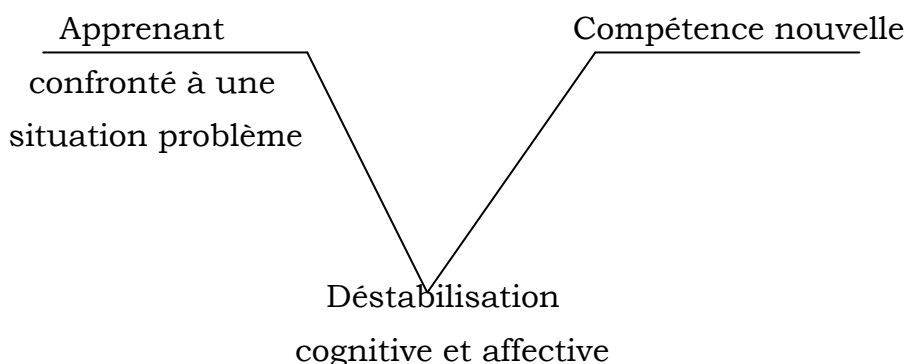 Apprenant
confronté à une
situation problème
Compétence nouvelle
Déstabilisation
cognitive et affective